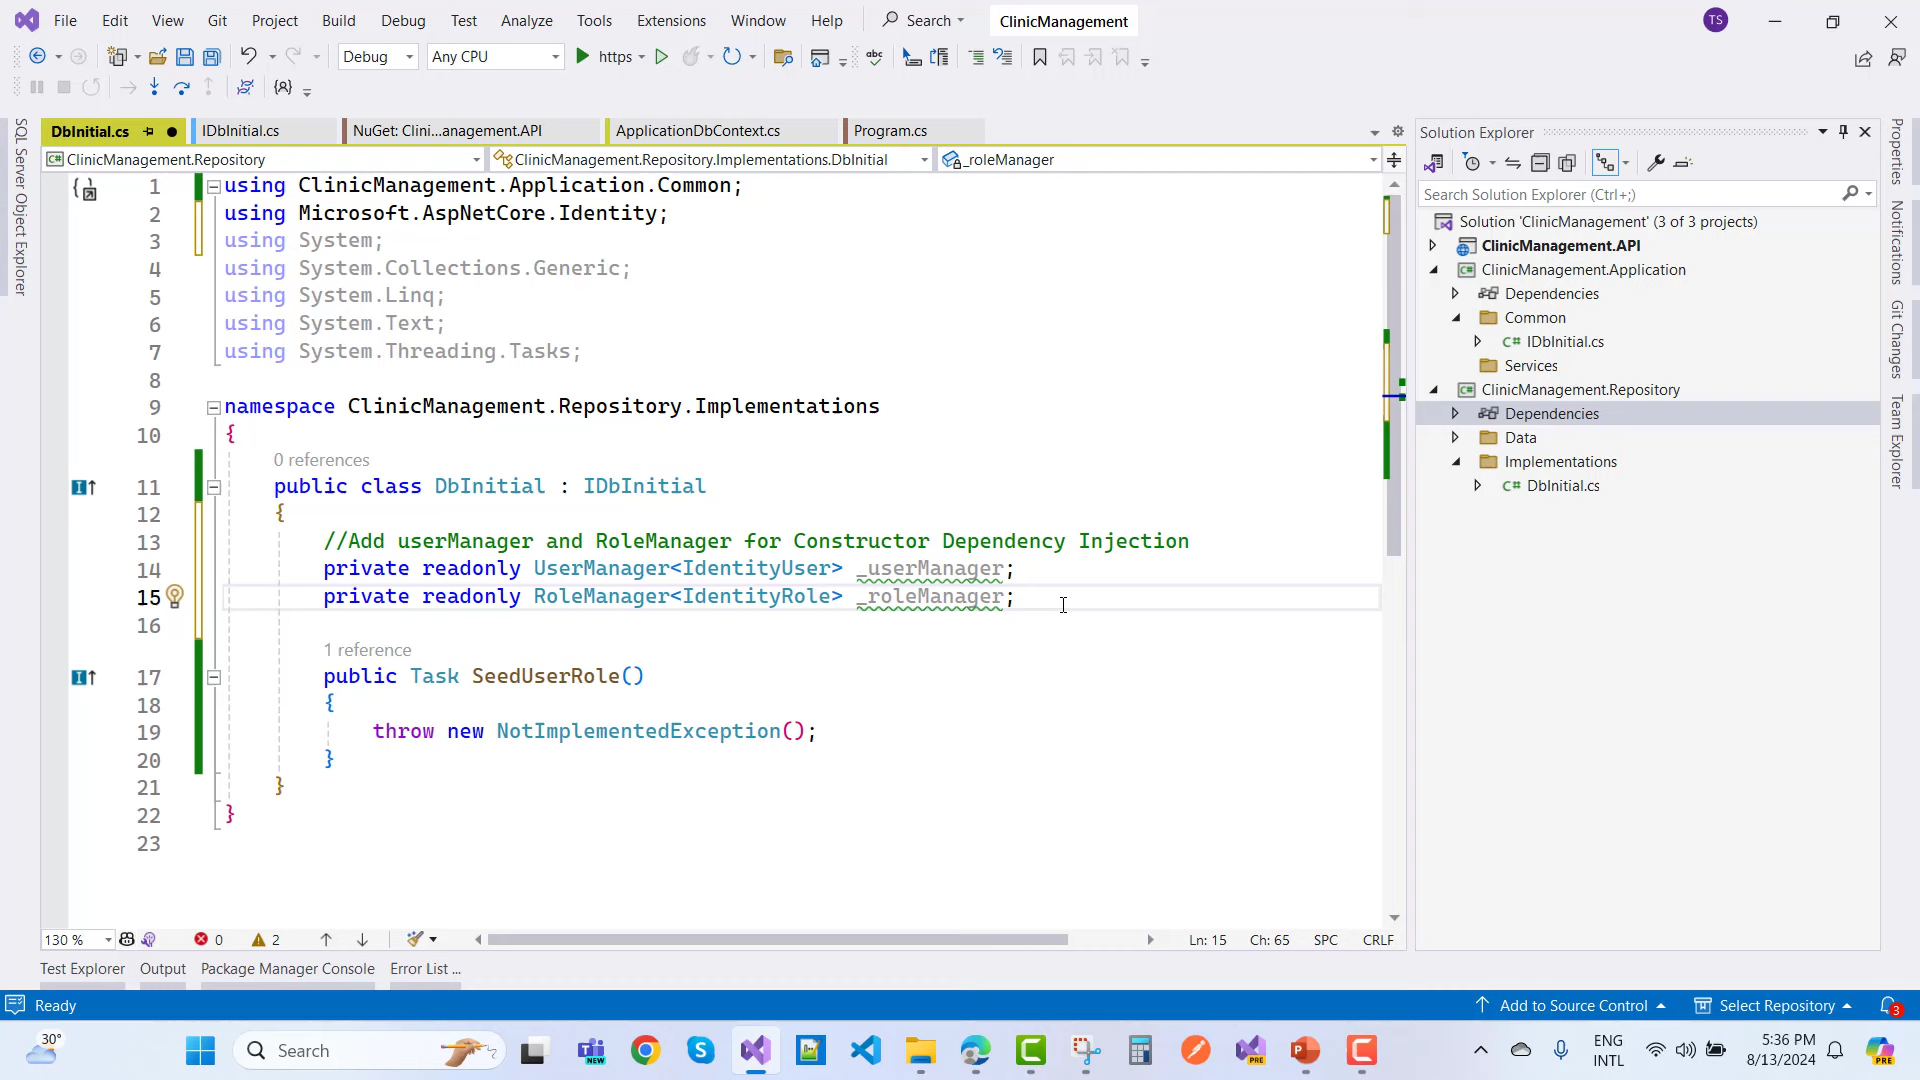 File Edit View Git Project Build Debug Test Analyze Tools Extensions Window Help Search ClinicManagement TS
Debug Any CPU https
DbInitial.cs IDbInitial.cs NuGet: Clini...anagement.API ApplicationDbContext.cs Program.cs
ClinicManagement.Repository ClinicManagement.Repository.Implementations.DbInitial _roleManager
1 using ClinicManagement.Application.Common;
2 using Microsoft.AspNetCore.Identity;
3 using System;
4 using System.Collections.Generic;
5 using System.Linq;
6 using System.Text;
7 using System.Threading.Tasks;
8
9 namespace ClinicManagement.Repository.Implementations
10 {
0 references
11 public class DbInitial : IDbInitial
12 {
13 //Add userManager and RoleManager for Constructor Dependency Injection
14 private readonly UserManager<IdentityUser> _userManager;
15 private readonly RoleManager<IdentityRole> _roleManager;
16
1 reference
17 public Task SeedUserRole()
18 {
19 throw new NotImplementedException();
20 }
21 }
22 }
23
130 % 0 2 Ln: 15 Ch: 65 SPC CRLF
Test Explorer Output Package Manager Console Error List ...
SQL Server Object Explorer
Solution Explorer
Search Solution Explorer (Ctrl+;)
Solution 'ClinicManagement' (3 of 3 projects)
ClinicManagement.API
ClinicManagement.Application
Dependencies
Common
C# IDbInitial.cs
Services
ClinicManagement.Repository
Dependencies
Data
Implementations
C# DbInitial.cs
Properties
Notifications
Git Changes
Team Explorer
Ready Add to Source Control Select Repository 3
30° Search NEW PRE ENG INTL 5:36 PM 8/13/2024 PRE